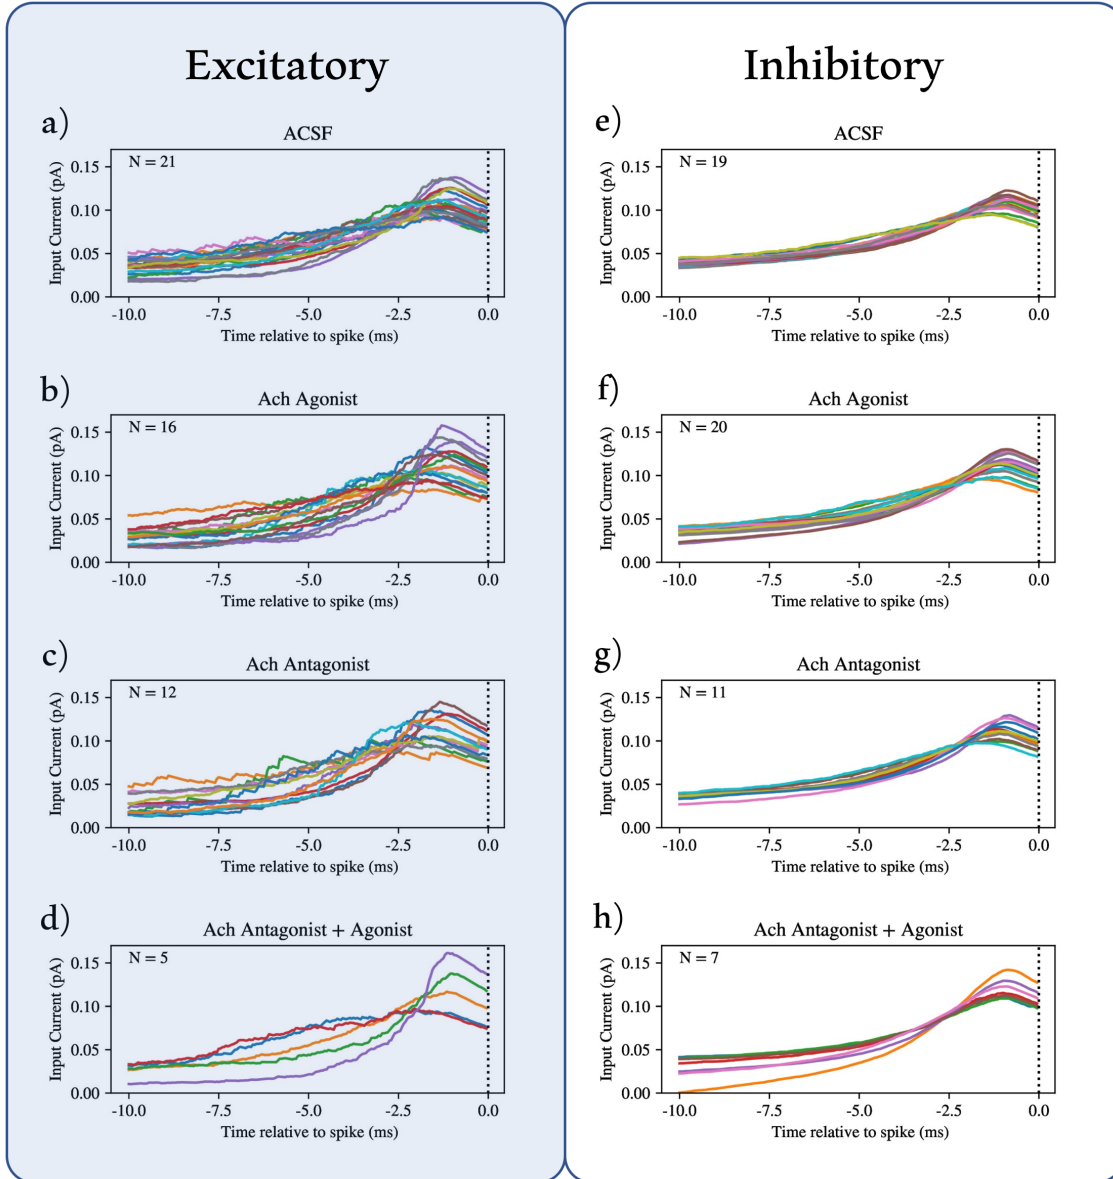 Excitatory
a)
ACSF
N = 21
Input Current (pA)
0.15
0.10
0.05
0.00
-10.0 -7.5 -5.0 -2.5 0.0
Time relative to spike (ms)
b)
Ach Agonist
N = 16
Input Current (pA)
0.15
0.10
0.05
0.00
-10.0 -7.5 -5.0 -2.5 0.0
Time relative to spike (ms)
c)
Ach Antagonist
N = 12
Input Current (pA)
0.15
0.10
0.05
0.00
-10.0 -7.5 -5.0 -2.5 0.0
Time relative to spike (ms)
d)
Ach Antagonist + Agonist
N = 5
Input Current (pA)
0.15
0.10
0.05
0.00
-10.0 -7.5 -5.0 -2.5 0.0
Time relative to spike (ms)
Inhibitory
e)
ACSF
N = 19
Input Current (pA)
0.15
0.10
0.05
0.00
-10.0 -7.5 -5.0 -2.5 0.0
Time relative to spike (ms)
f)
Ach Agonist
N = 20
Input Current (pA)
0.15
0.10
0.05
0.00
-10.0 -7.5 -5.0 -2.5 0.0
Time relative to spike (ms)
g)
Ach Antagonist
N = 11
Input Current (pA)
0.15
0.10
0.05
0.00
-10.0 -7.5 -5.0 -2.5 0.0
Time relative to spike (ms)
h)
Ach Antagonist + Agonist
N = 7
Input Current (pA)
0.15
0.10
0.05
0.00
-10.0 -7.5 -5.0 -2.5 0.0
Time relative to spike (ms)